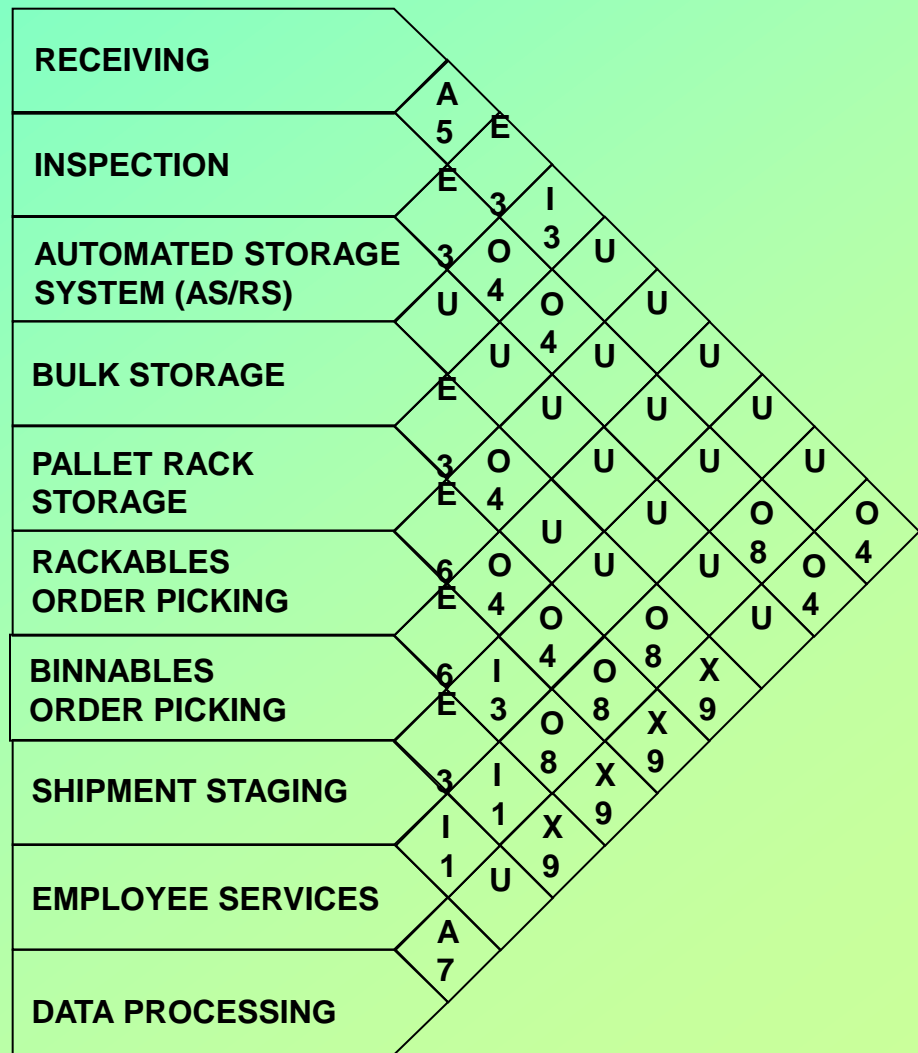 RECEIVING
A
5 E
INSPECTION
E 3 I
3
AUTOMATED STORAGE 3 O U
SYSTEM (AS/RS) 4
U O U
4
U U U
BULK STORAGE E
U U U
PALLET RACK 3 O U U U
STORAGE E 4
U U O O
8 4
RACKABLES 6 O U U O
ORDER PICKING E 4 4
O O U
4 8
BINNABLES 6 I O X
ORDER PICKING E 3 8 9
O X
8 9
SHIPMENT STAGING 3 I X
1 9
I X
1 9
EMPLOYEE SERVICES U
A
7
DATA PROCESSING